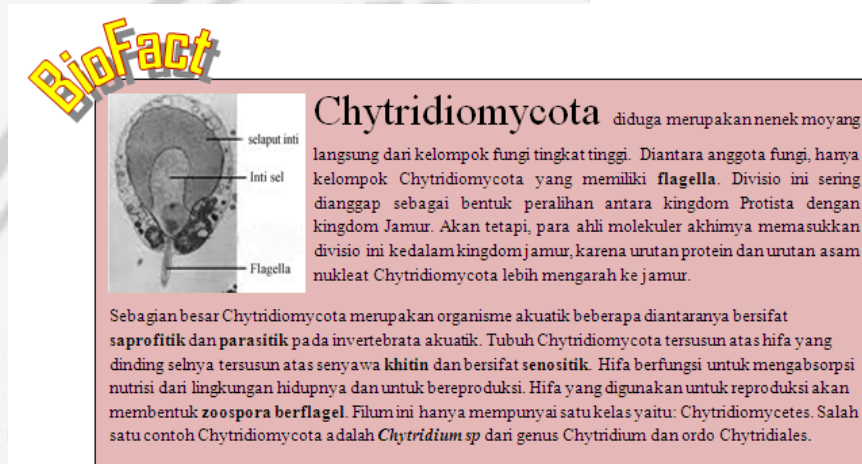 BioFact
Chytridiomycota diduga merupakan nenek moyang
langsung dari kelompok fungi tingkat tinggi. Diantara anggota fungi, hanya
kelompok Chytridiomycota yang memiliki flagella. Divisio ini sering
dianggap sebagai bentuk peralihan antara kingdom Protista dengan
kingdom Jamur. Akan tetapi, para ahli molekuler akhirnya memasukkan
divisio ini kedalam kingdom jamur, karena urutan protein dan urutan asam
nukleat Chytridiomycota lebih mengarah ke jamur.
selaput inti
Inti sel
Flagella
Sebagian besar Chytridiomycota merupakan organisme akuatik beberapa diantaranya bersifat
saprofitik dan parasitik pada invertebrata akuatik. Tubuh Chytridiomycota tersusun atas hifa yang
dinding selnya tersusun atas senyawa khitin dan bersifat senositik. Hifa berfungsi untuk mengabsorpsi
nutrisi dari lingkungan hidupnya dan untuk bereproduksi. Hifa yang digunakan untuk reproduksi akan
membentuk zoospora berflagel. Filum ini hanya mempunyai satu kelas yaitu: Chytridiomycetes. Salah
satu contoh Chytridiomycota adalah Chytridium sp dari genus Chytridium dan ordo Chytridiales.